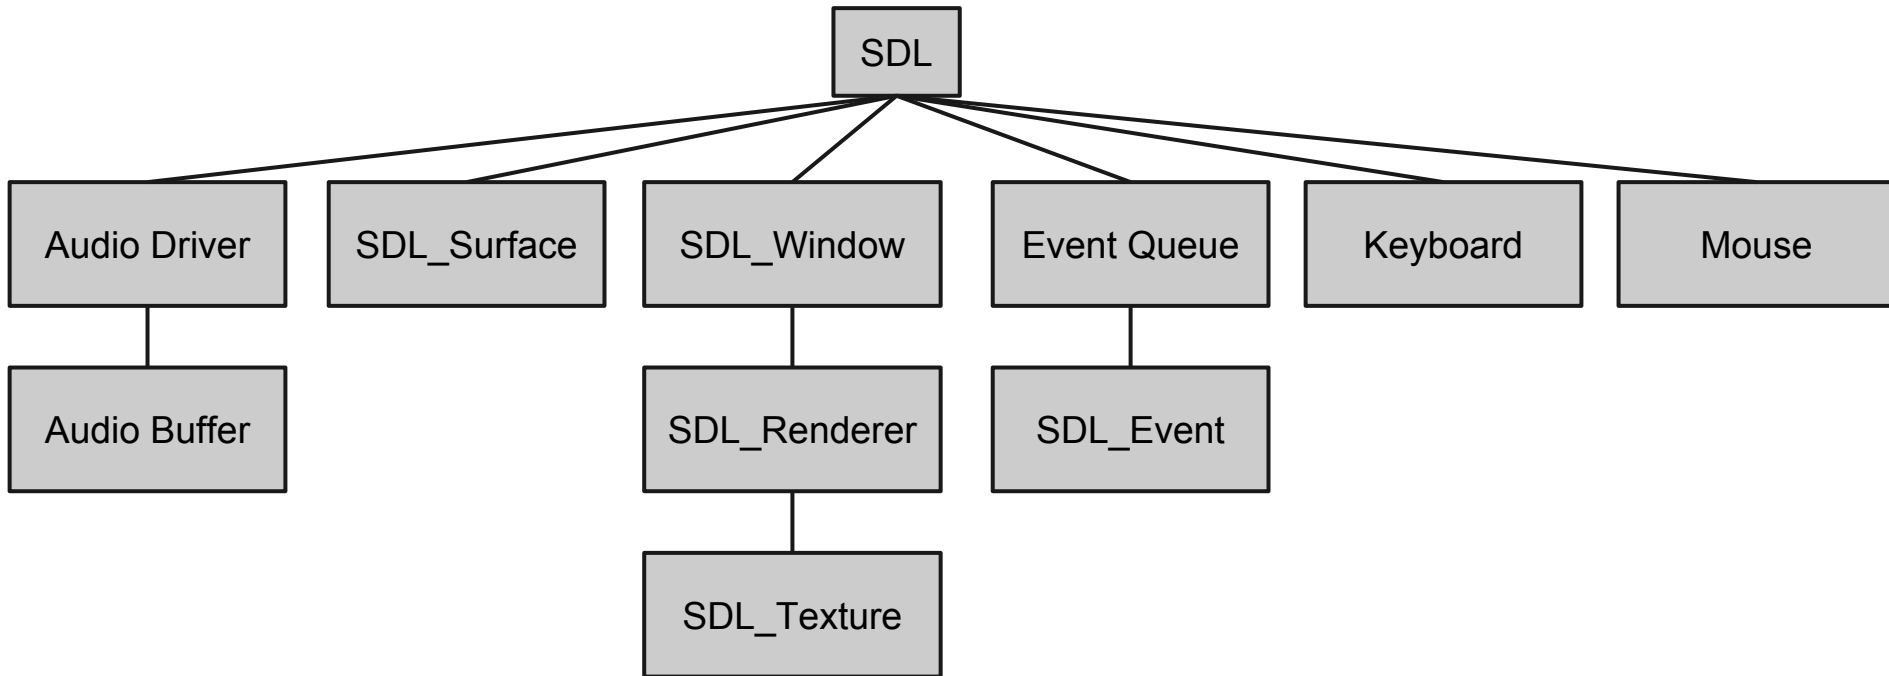 SDL
Audio Driver
SDL_Surface
SDL_Window
Event Queue
Keyboard
Mouse
Audio Buffer
SDL_Renderer
SDL_Event
SDL_Texture